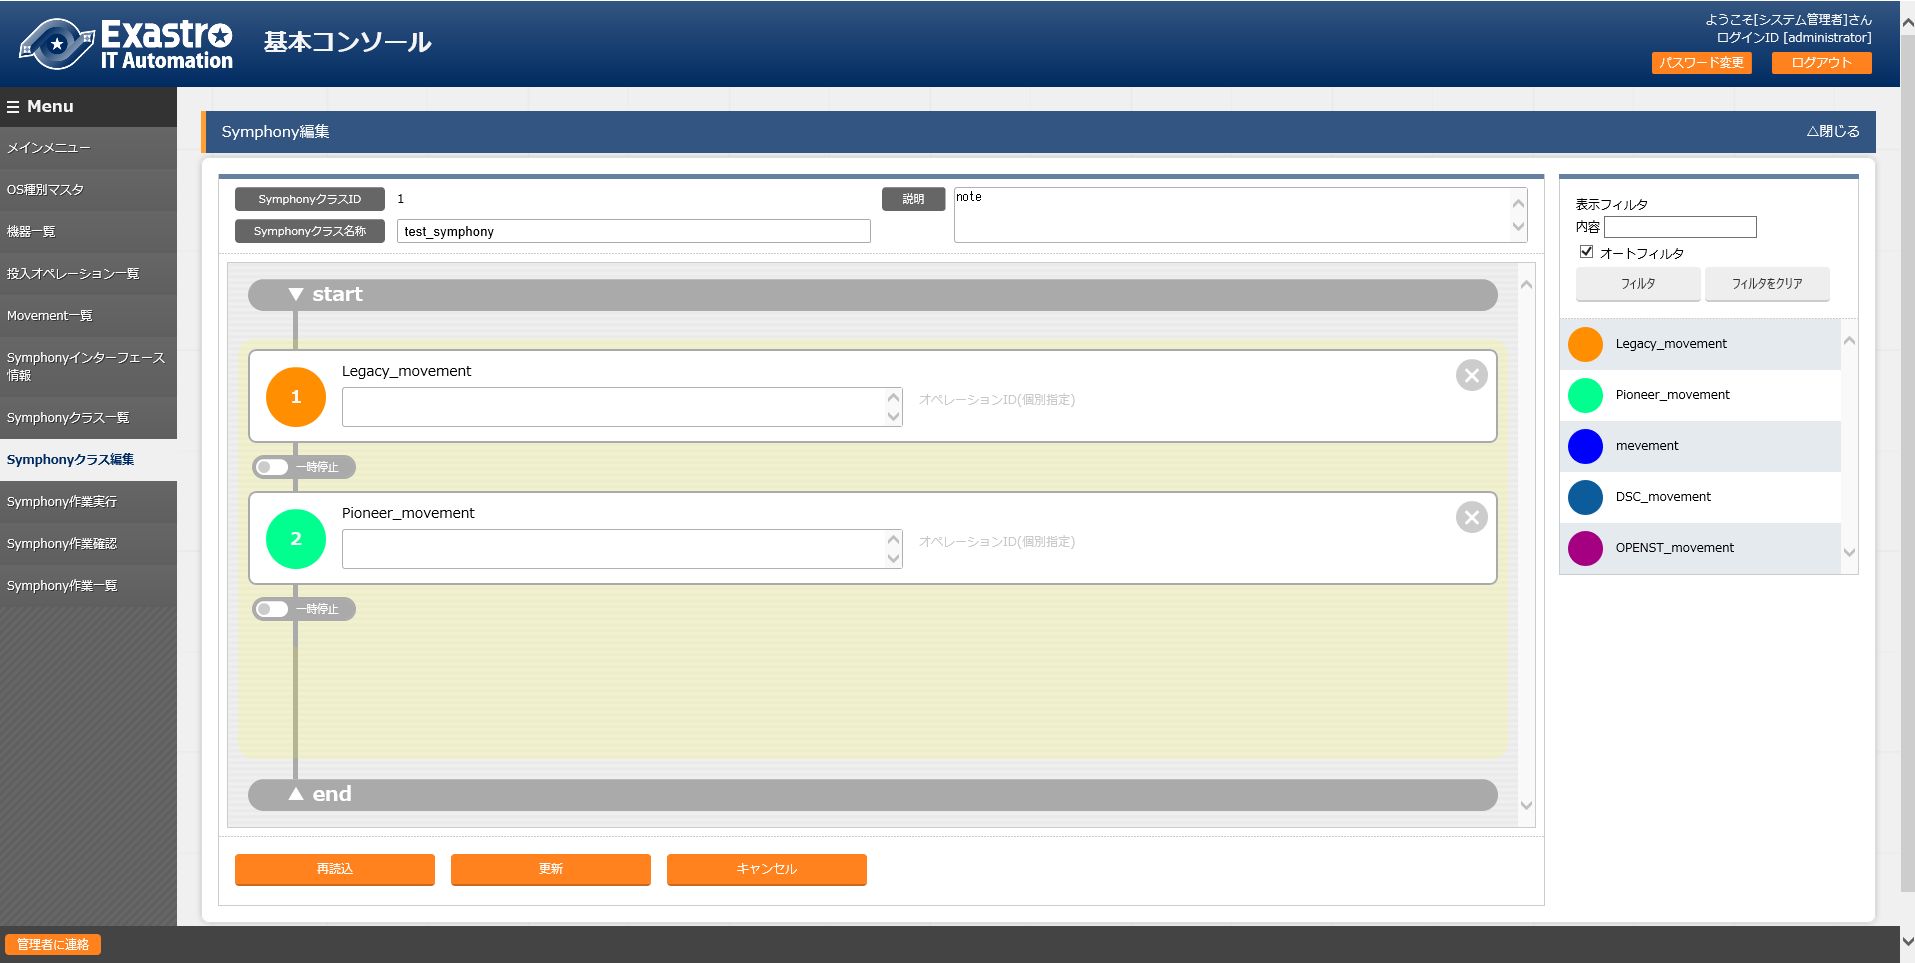 Exastro
IT Automation
基本コンソール
ようこそ[システム管理者]さん
ログインID [administrator]
パスワード変更
ログアウト
Menu
メインメニュー
OS種別マスタ
機器一覧
投入オペレーション一覧
Movement一覧
Symphonyインターフェース
情報
Symphonyクラス一覧
Symphonyクラス編集
Symphony作業実行
Symphony作業確認
Symphony作業一覧
Symphony編集
△閉じる
SymphonyクラスID
1
説明
note
Symphonyクラス名称
test_symphony
▼ start
1
Legacy_movement
オペレーションID(個別指定)
一時停止
2
Pioneer_movement
オペレーションID(個別指定)
一時停止
▲ end
再読込
更新
キャンセル
表示フィルタ
内容
オートフィルタ
フィルタ
フィルタをクリア
Legacy_movement
Pioneer_movement
mevement
DSC_movement
OPENST_movement
管理者に連絡